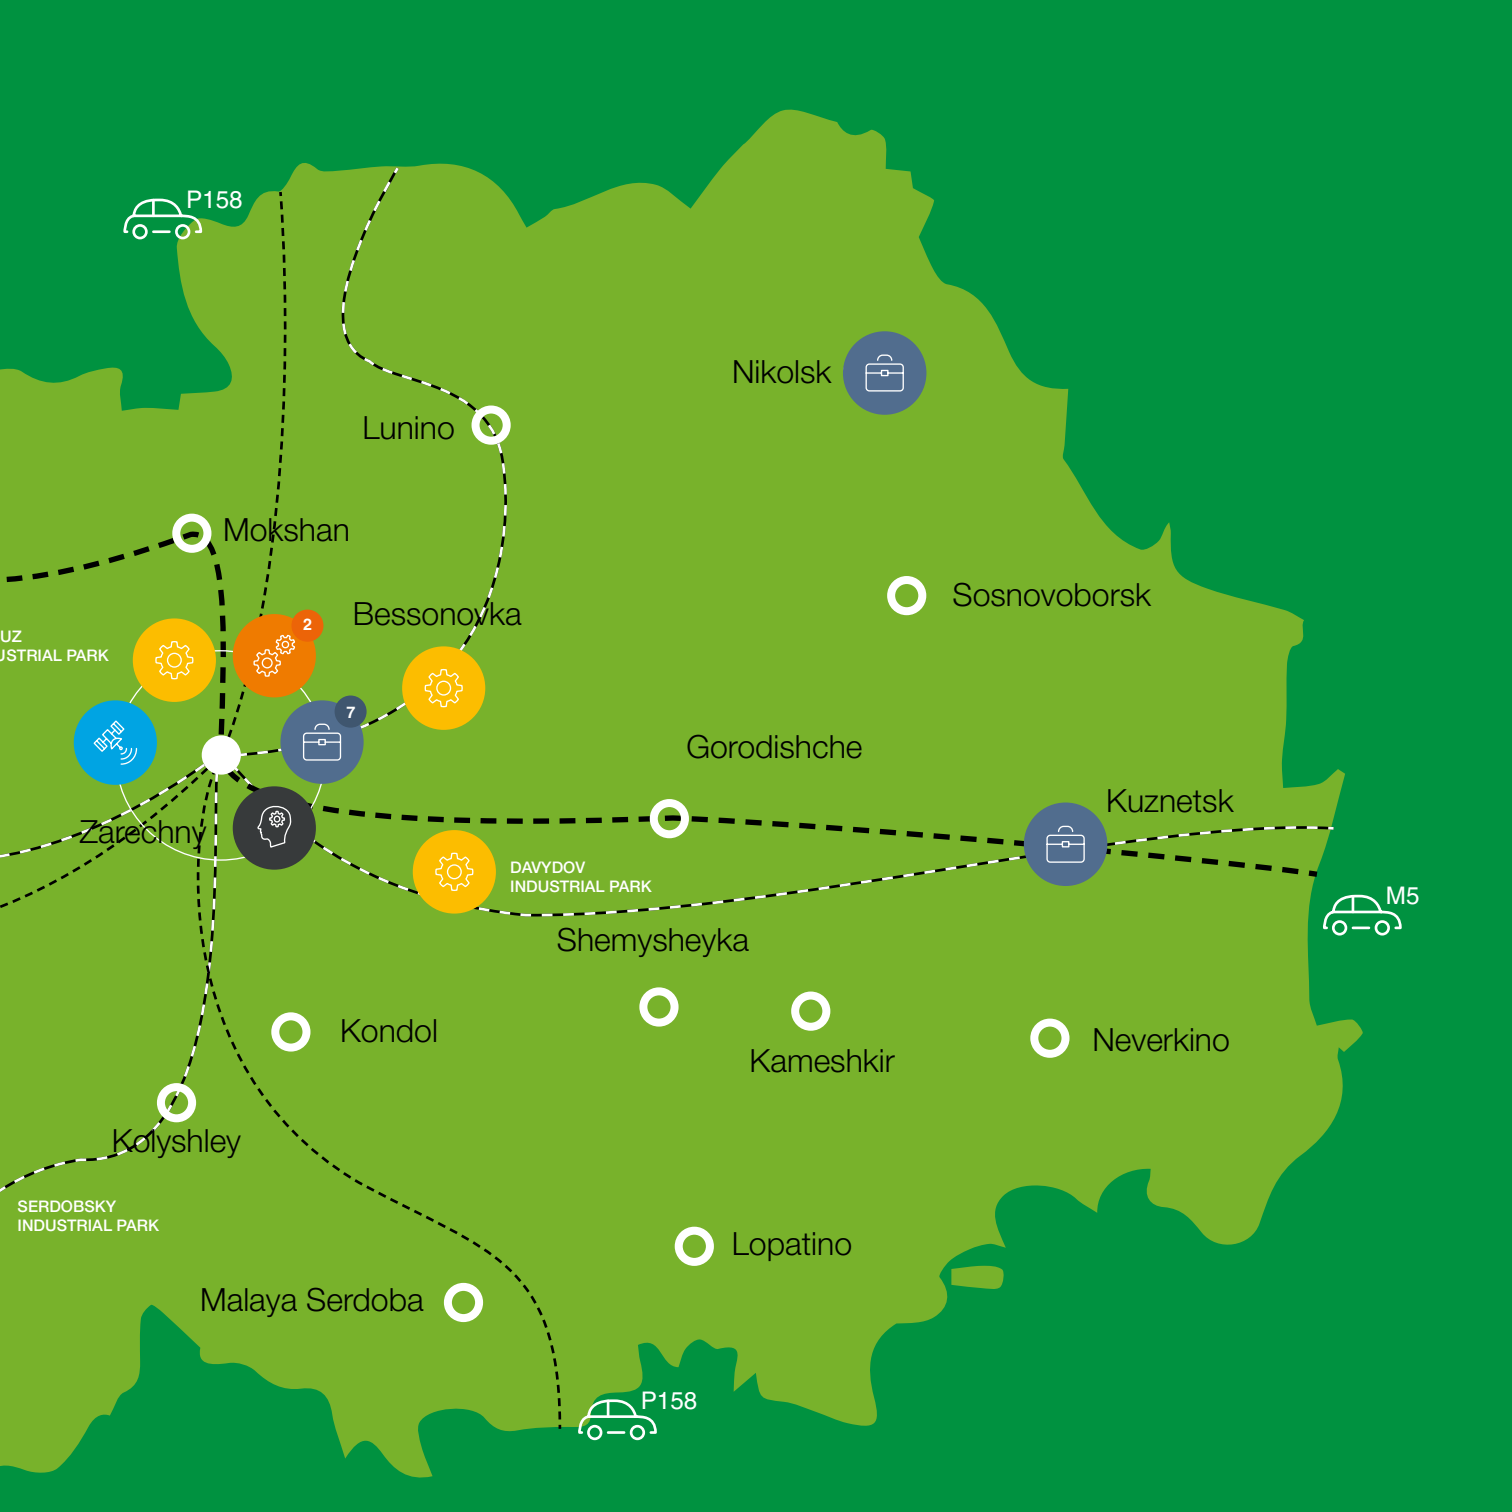 P158
Nikolsk
Lunino
Mokshan
Sosnovoborsk
Bessonovka
2
UZ
USTRIAL PARK
7
Gorodishche
Kuznetsk
Zarechny
DAVYDOV
INDUSTRIAL PARK
M5
Shemysheyka
Kondol
Neverkino
Kameshkir
Kolyshley
SERDOBSKY
INDUSTRIAL PARK
Lopatino
Malaya Serdoba
P158